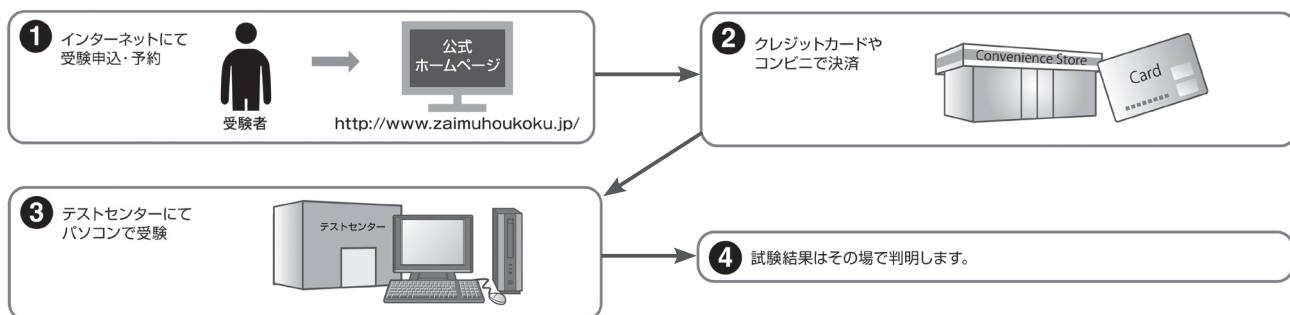 1 インターネットにて
受験申込・予約
受験者
公式
ホームページ
http://www.zaimuhoukoku.jp/
2 クレジットカードや
コンビニで決済
Convenience Store
Card
3 テストセンターにて
パソコンで受験
テストセンター
4 試験結果はその場で判明します。